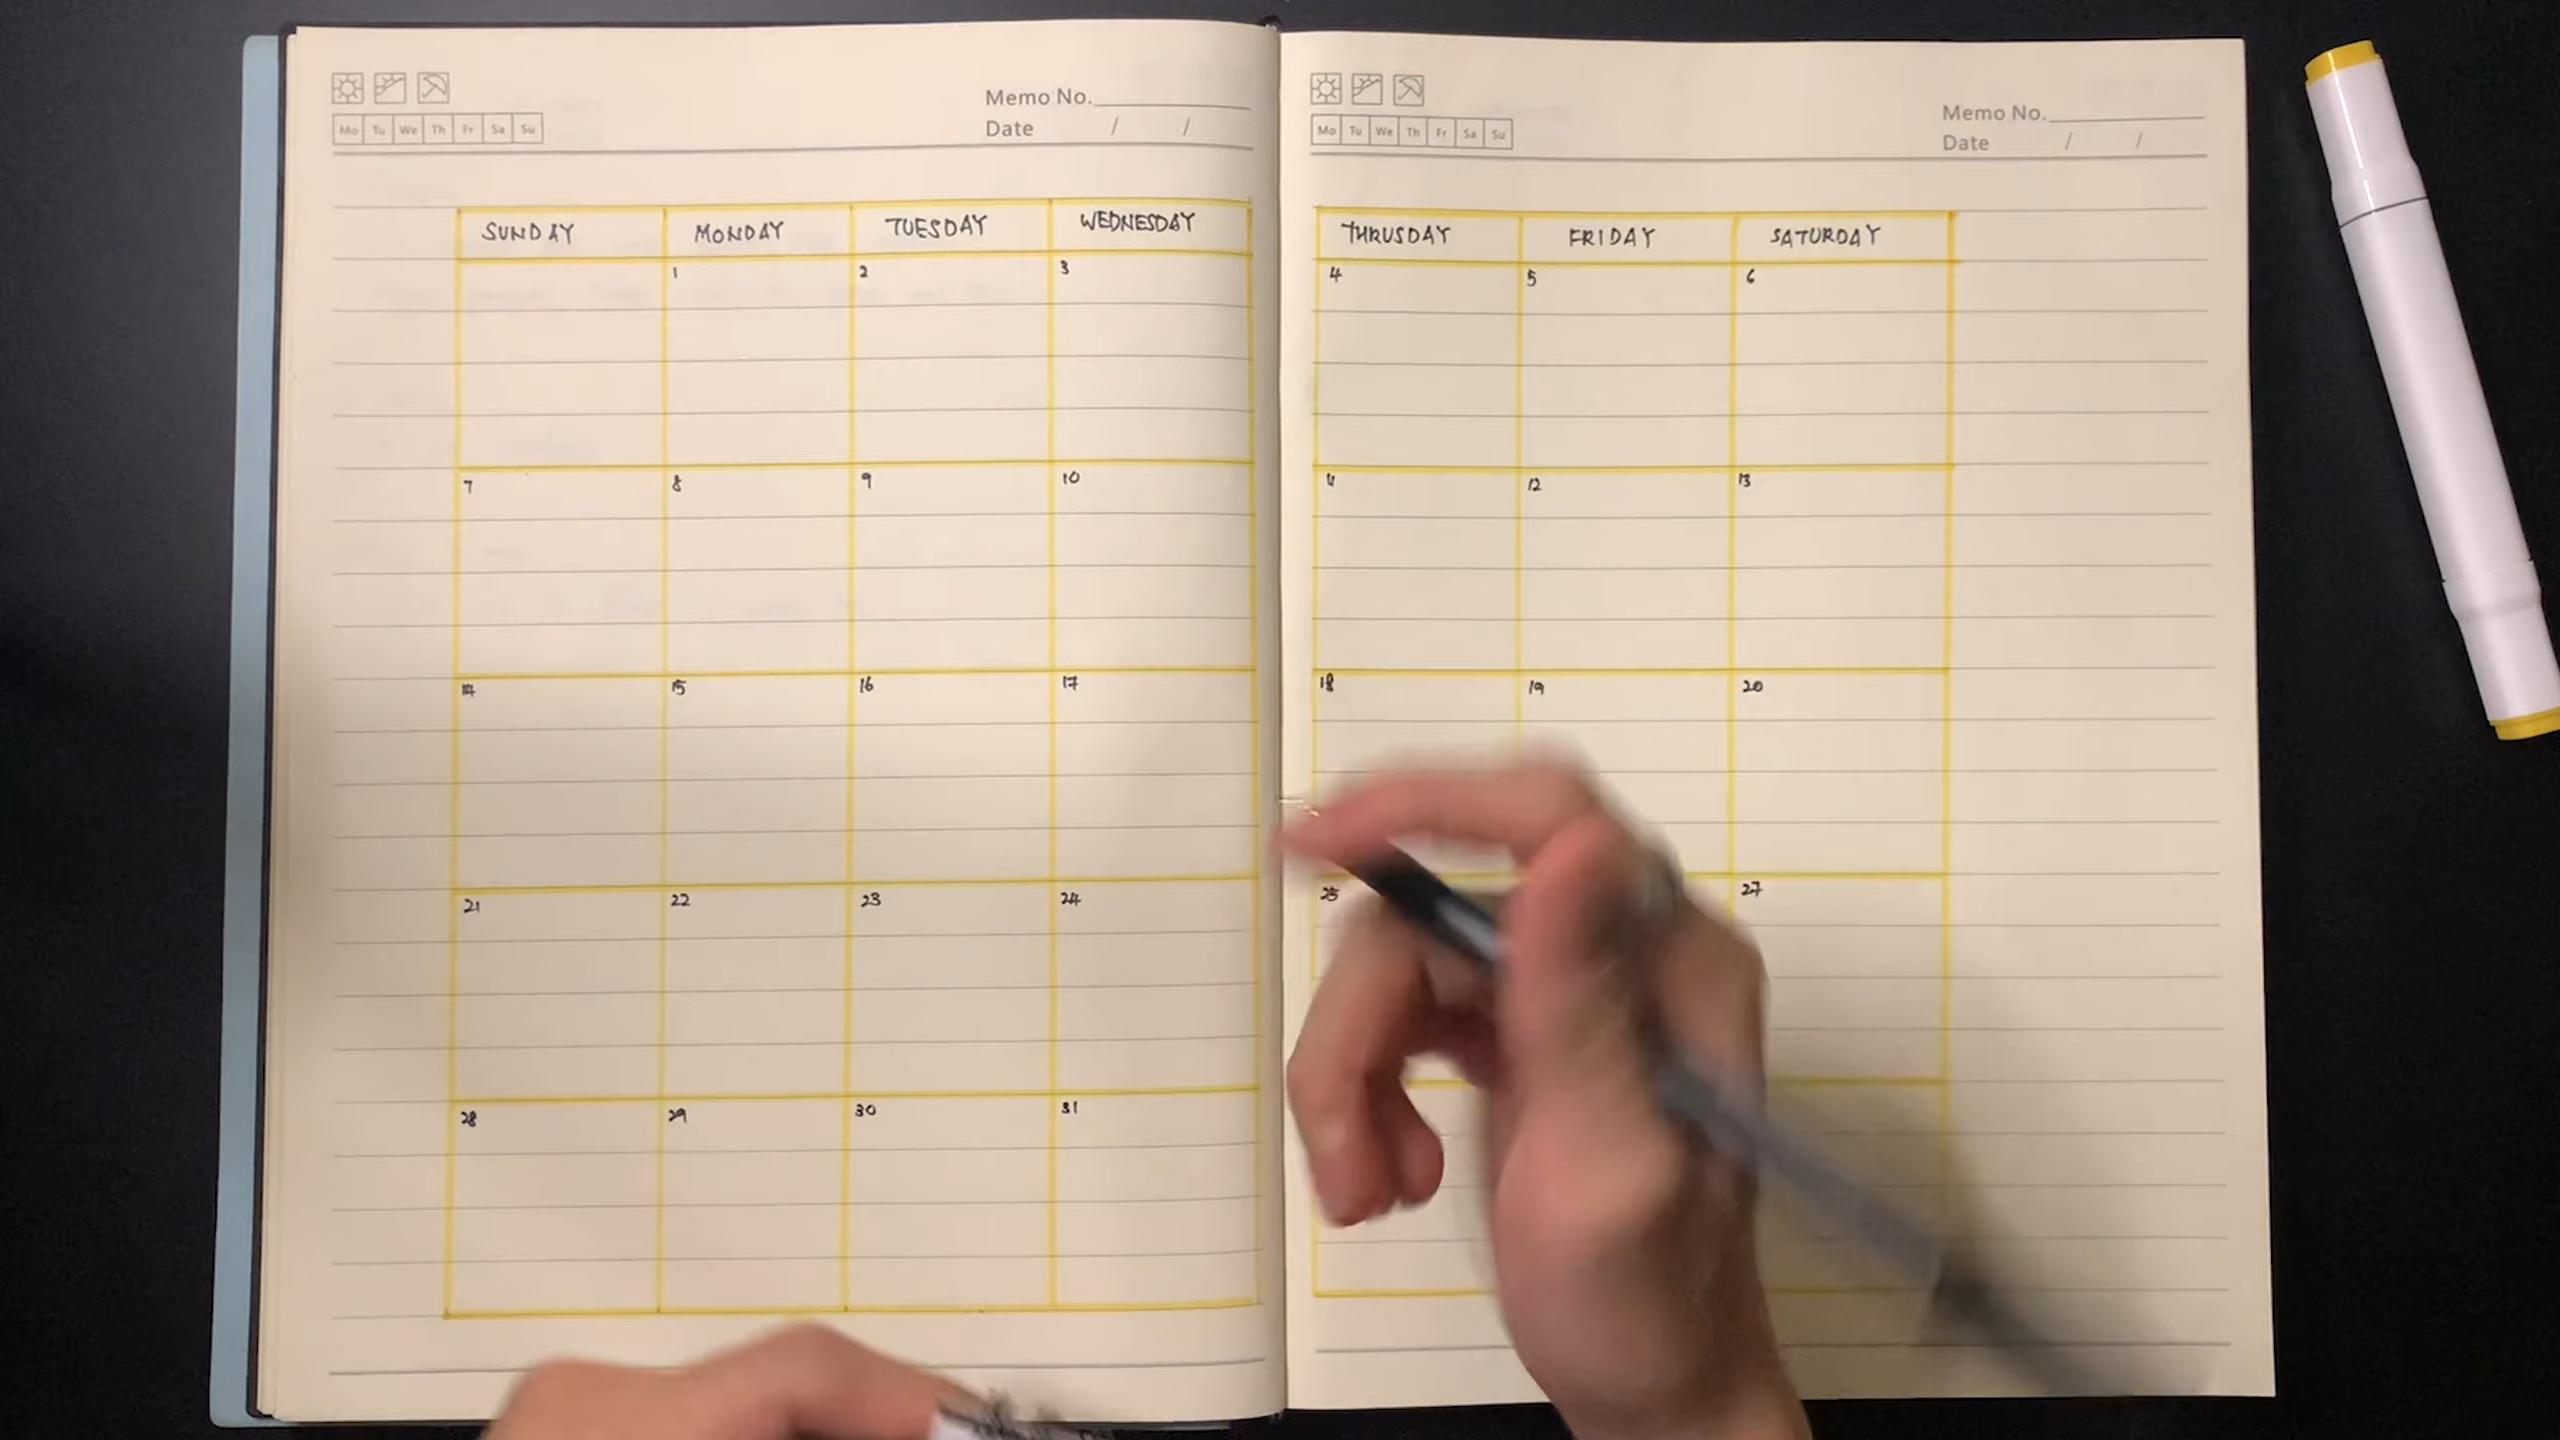 Memo No.
Mo Tu We Th Fr Sa Su
Date / /
SUNDAY MONDAY TUESDAY WEDNESDAY
1 2 3
7 8 9 10
14 15 16 17
21 22 23 24
28 29 30 31
Memo No.
Mo Tu We Th Fr Sa Su
Date / /
THRUSDAY FRIDAY SATURDAY
4 5 6
11 12 13
18 19 20
25 27